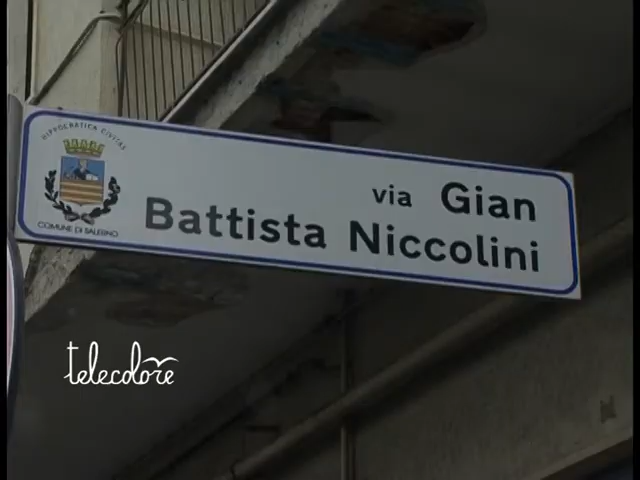 HIPPOCRATICA CIVITAS
COMUNE DI SALERNO
via Gian
Battista Niccolini
telecolore